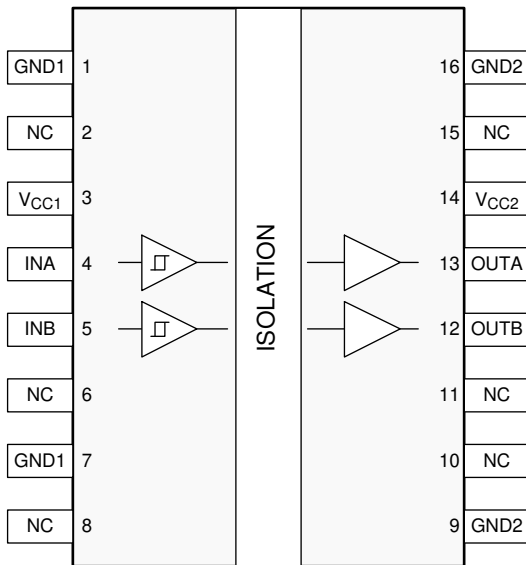 GND1 1 16 GND2
NC 2 15 NC
VCC1 3 14 VCC2
INA 4 13 OUTA
INB 5 12 OUTB
NC 6 11 NC
GND1 7 10 NC
NC 8 9 GND2
ISOLATION